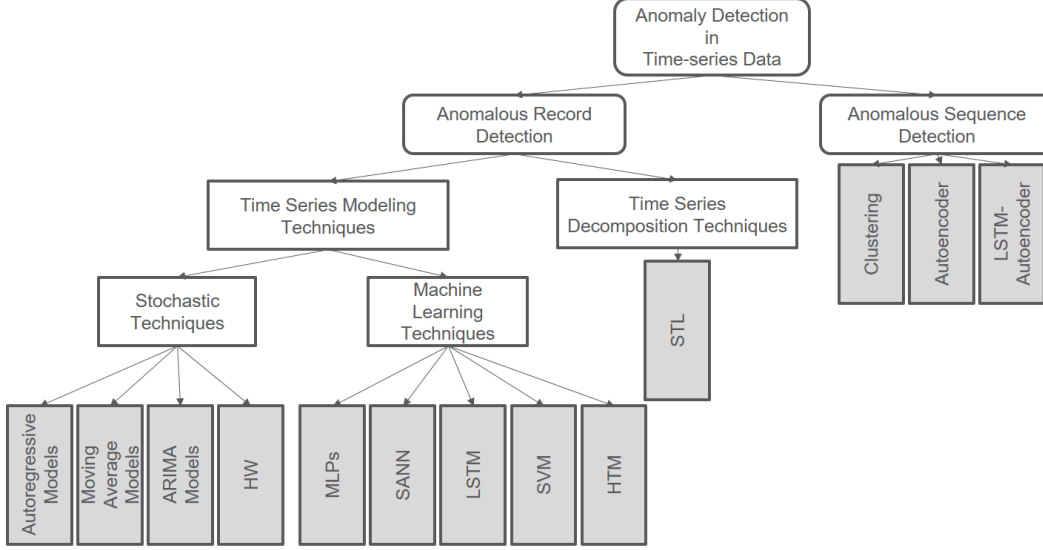 Anomaly Detection
in
Time-series Data
Anomalous Record
Detection
Anomalous Sequence
Detection
Time Series Modeling
Techniques
Time Series
Decomposition Techniques
Clustering
Autoencoder
LSTM-
Autoencoder
Stochastic
Techniques
Machine
Learning
Techniques
STL
Autoregressive
Models
Moving
Average
Models
ARIMA
Models
HW
MLPs
SANN
LSTM
SVM
HTM